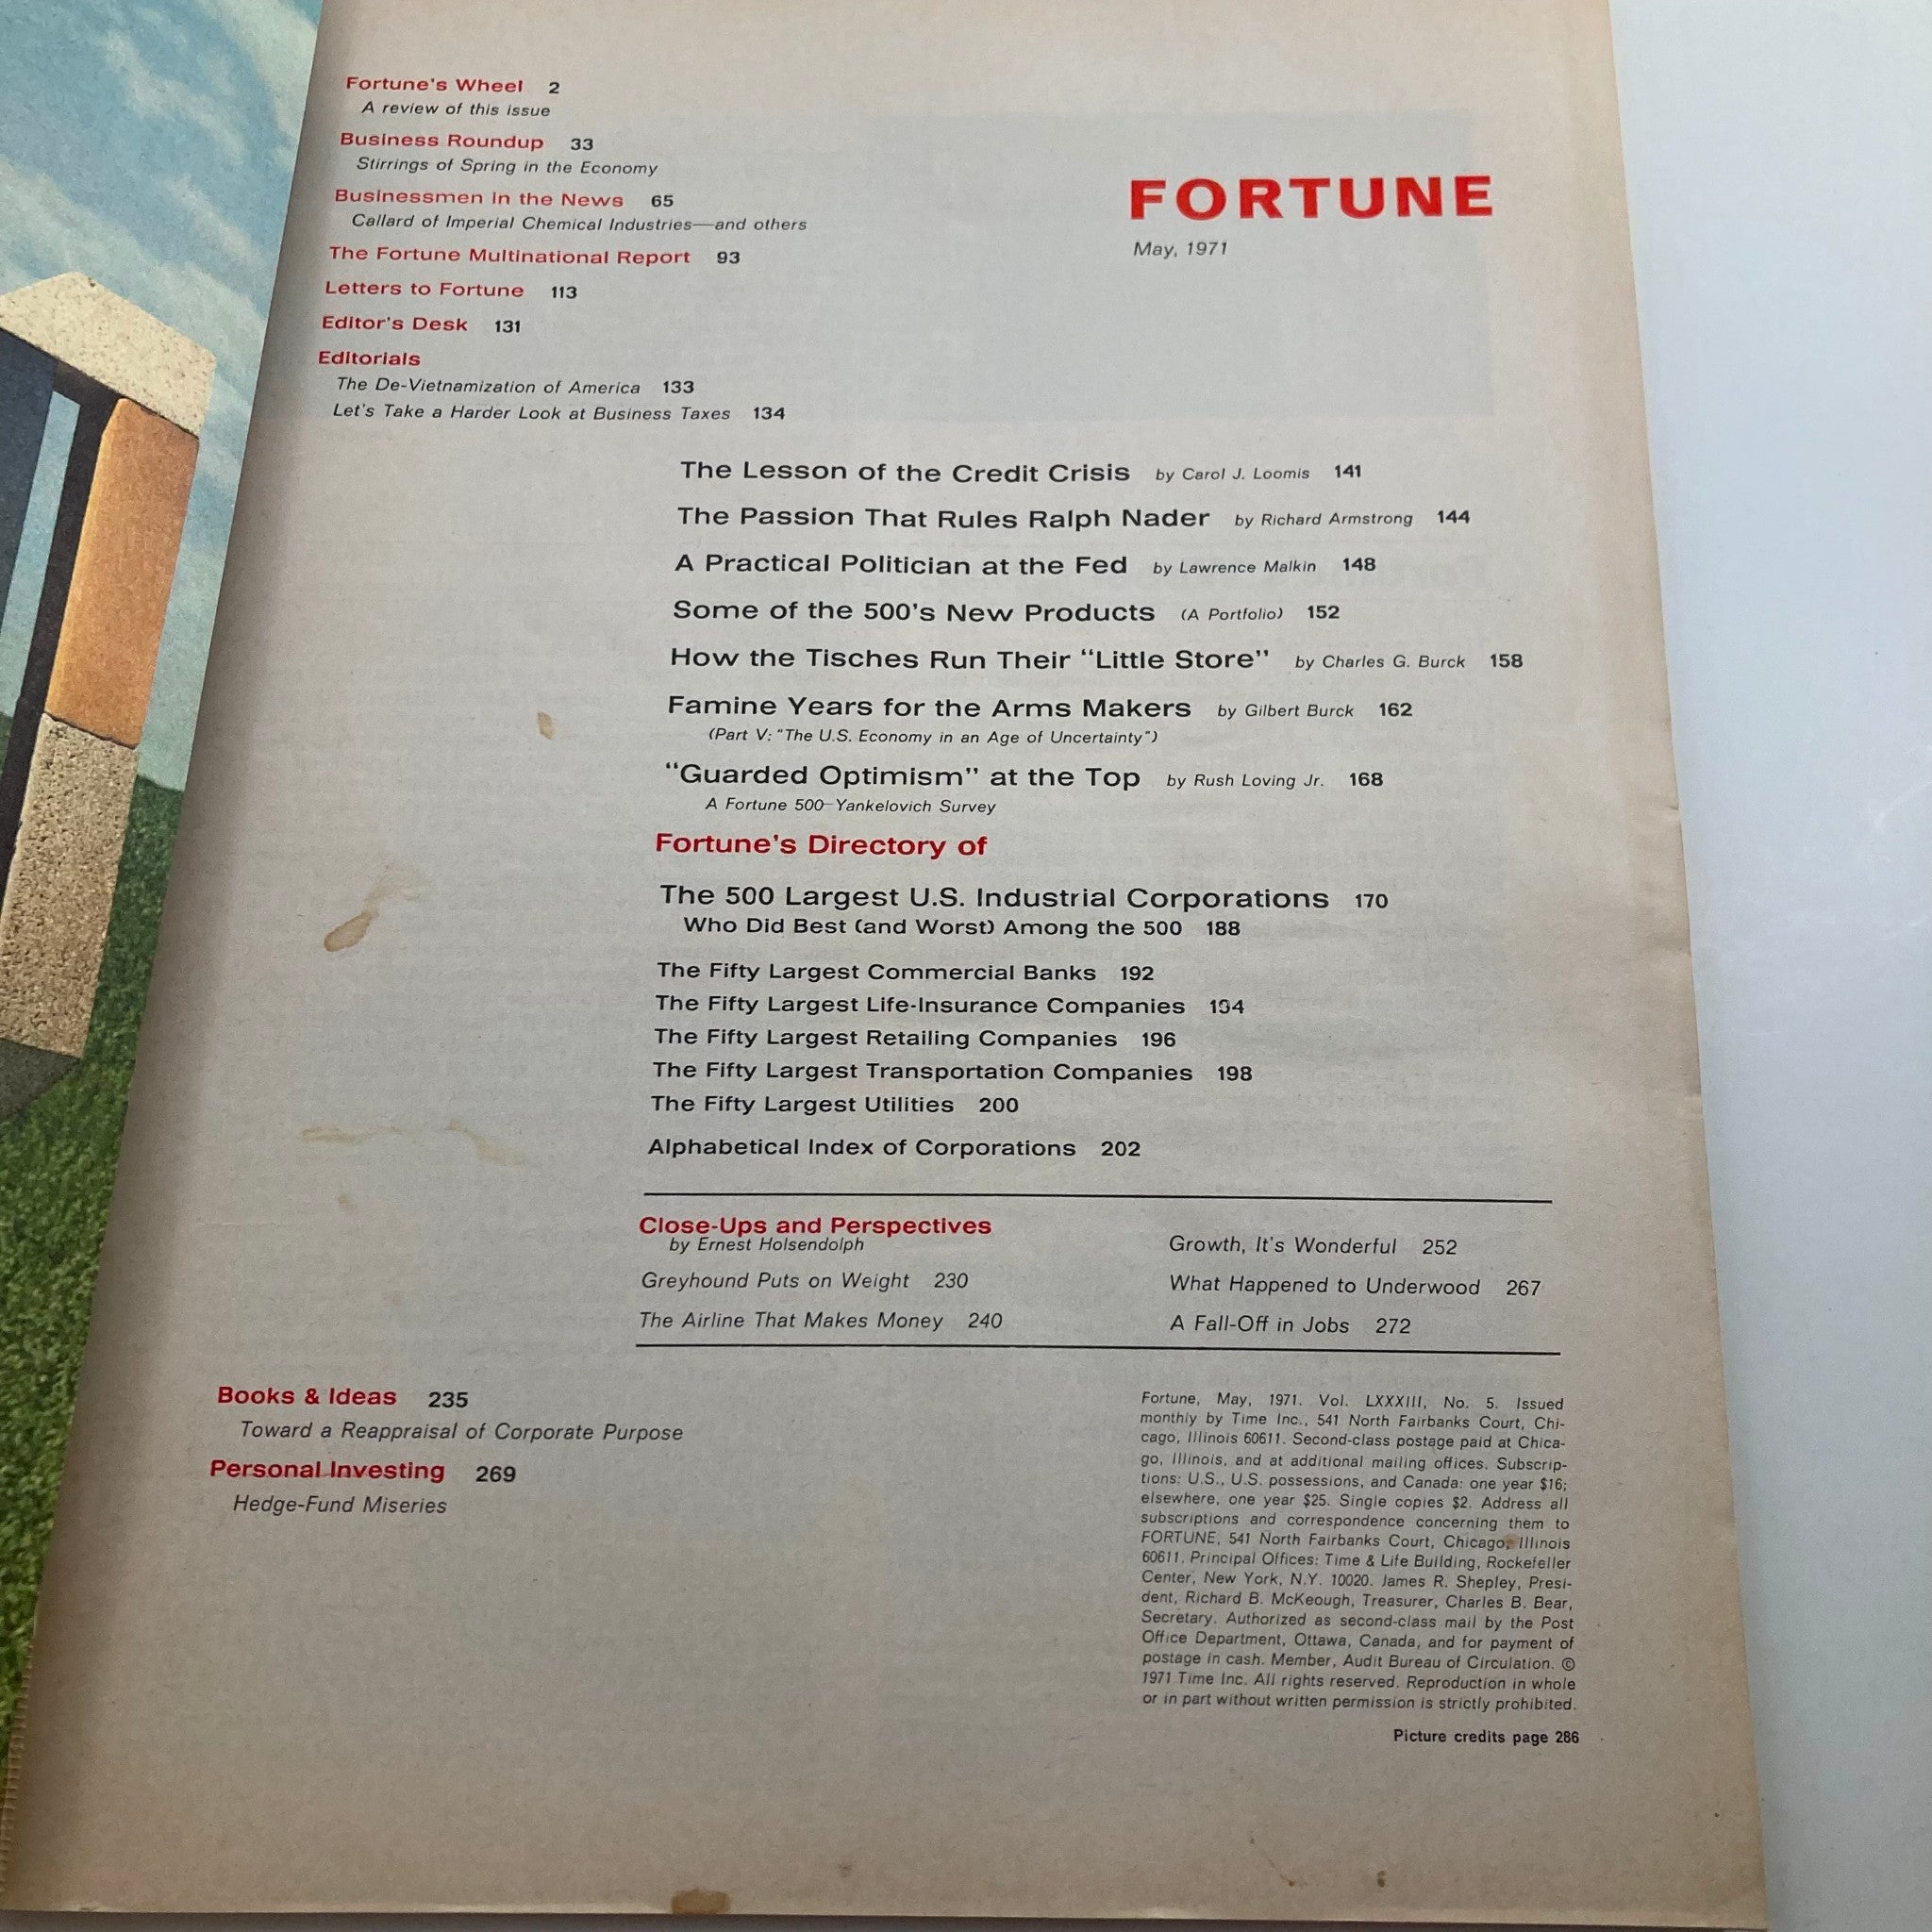 Fortune's Wheel 2
A review of this issue
Business Roundup 33
Stirrings of Spring in the Economy
Businessmen in the News 65
Callard of Imperial Chemical Industries—and others
The Fortune Multinational Report 93
Letters to Fortune 113
Editor's Desk 131
Editorials
The De-Vietnamization of America 133
Let's Take a Harder Look at Business Taxes 134
FORTUNE
May, 1971
The Lesson of the Credit Crisis by Carol J. Loomis 141
The Passion That Rules Ralph Nader by Richard Armstrong 144
A Practical Politician at the Fed by Lawrence Malkin 148
Some of the 500's New Products (A Portfolio) 152
How the Tisches Run Their “Little Store” by Charles G. Burck 158
Famine Years for the Arms Makers by Gilbert Burck 162
(Part V: “The U.S. Economy in an Age of Uncertainty”)
“Guarded Optimism” at the Top by Rush Loving Jr. 168
A Fortune 500–Yankelovich Survey
Fortune's Directory of
The 500 Largest U.S. Industrial Corporations 170
Who Did Best (and Worst) Among the 500 188
The Fifty Largest Commercial Banks 192
The Fifty Largest Life-Insurance Companies 194
The Fifty Largest Retailing Companies 196
The Fifty Largest Transportation Companies 198
The Fifty Largest Utilities 200
Alphabetical Index of Corporations 202
Close-Ups and Perspectives
by Ernest Holsendolph
Greyhound Puts on Weight 230
The Airline That Makes Money 240
Growth, It's Wonderful 252
What Happened to Underwood 267
A Fall-Off in Jobs 272
Books & Ideas 235
Toward a Reappraisal of Corporate Purpose
Personal Investing 269
Hedge-Fund Miseries
Fortune, May, 1971. Vol. LXXXIII, No. 5. Issued
monthly by Time Inc., 541 North Fairbanks Court, Chi-
cago, Illinois 60611. Second-class postage paid at Chica-
go, Illinois, and at additional mailing offices. Subscrip-
tions: U.S., U.S. possessions, and Canada: one year $16;
elsewhere, one year $25. Single copies $2. Address all
subscriptions and correspondence concerning them to
FORTUNE, 541 North Fairbanks Court, Chicago, Illinois
60611. Principal Offices: Time & Life Building, Rockefeller
Center, New York, N.Y. 10020. James R. Shepley, Presi-
dent, Richard B. McKeough, Treasurer, Charles B. Bear,
Secretary. Authorized as second-class mail by the Post
Office Department, Ottawa, Canada, and for payment of
postage in cash. Member, Audit Bureau of Circulation. ©
1971 Time Inc. All rights reserved. Reproduction in whole
or in part without written permission is strictly prohibited.
Picture credits page 286